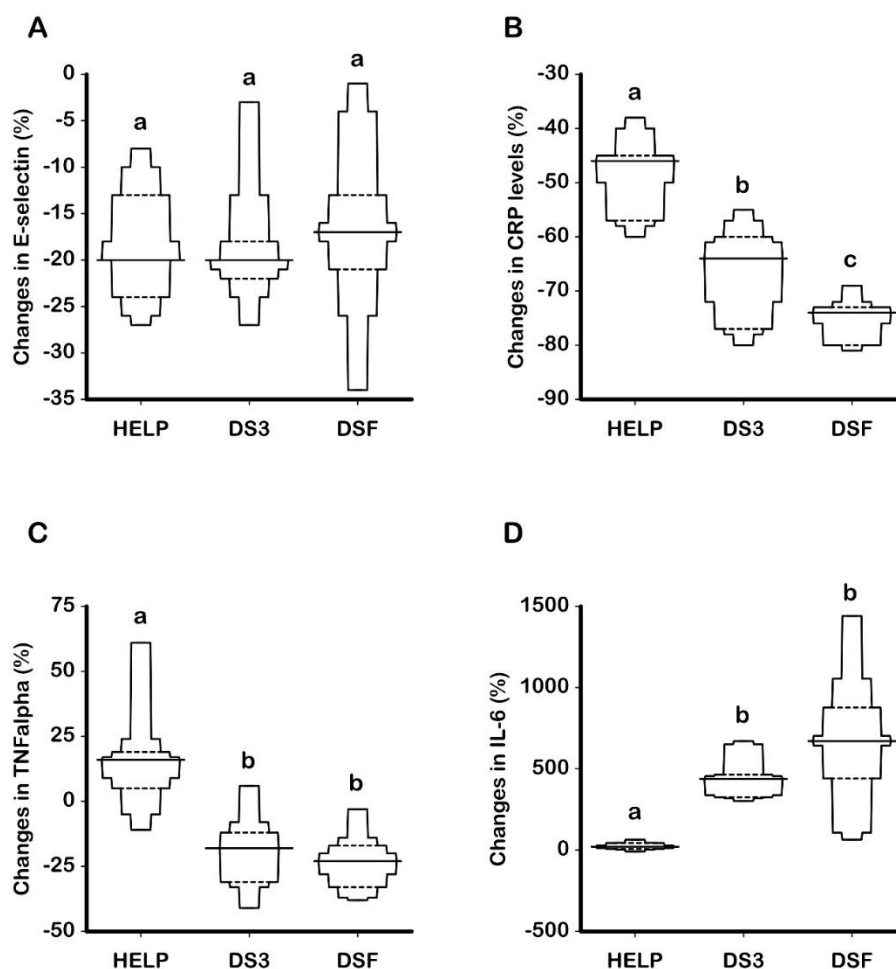 A
Changes in E-selectin (%)
0
-5
-10
-15
-20
-25
-30
-35
a
a
a
HELP
DS3
DSF
B
Changes in CRP levels (%)
-30
-40
-50
-60
-70
-80
-90
a
b
c
HELP
DS3
DSF
C
Changes in TNFalpha (%)
75
50
25
0
-25
-50
a
b
b
HELP
DS3
DSF
D
Changes in IL-6 (%)
1500
1000
500
0
-500
a
b
b
HELP
DS3
DSF